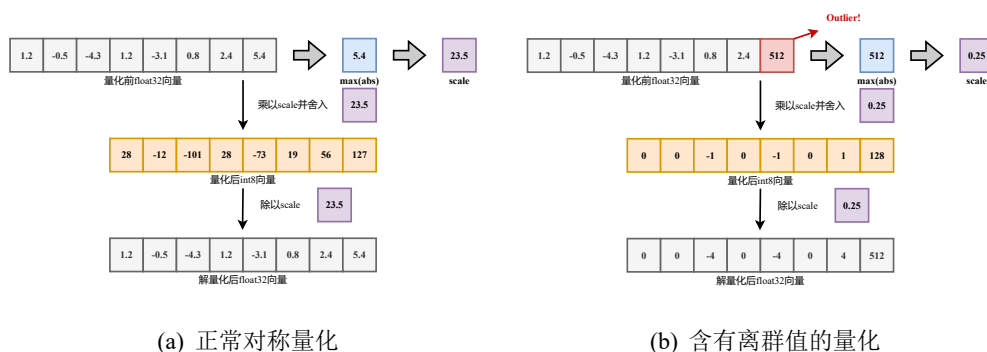 1.2 -0.5 -4.3 1.2 -3.1 0.8 2.4 5.4
5.4
23.5
量化前float32向量
max(abs)
scale
乘以scale并舍入
23.5
28 -12 -101 28 -73 19 56 127
量化后int8向量
除以scale
23.5
1.2 -0.5 -4.3 1.2 -3.1 0.8 2.4 5.4
解量化后float32向量
(a) 正常对称量化
Outlier!
1.2 -0.5 -4.3 1.2 -3.1 0.8 2.4 512
512
0.25
量化前float32向量
max(abs)
scale
乘以scale并舍入
0.25
0 0 -1 0 -1 0 1 128
量化后int8向量
除以scale
0.25
0 0 -4 0 -4 0 4 512
解量化后float32向量
(b) 含有离群值的量化